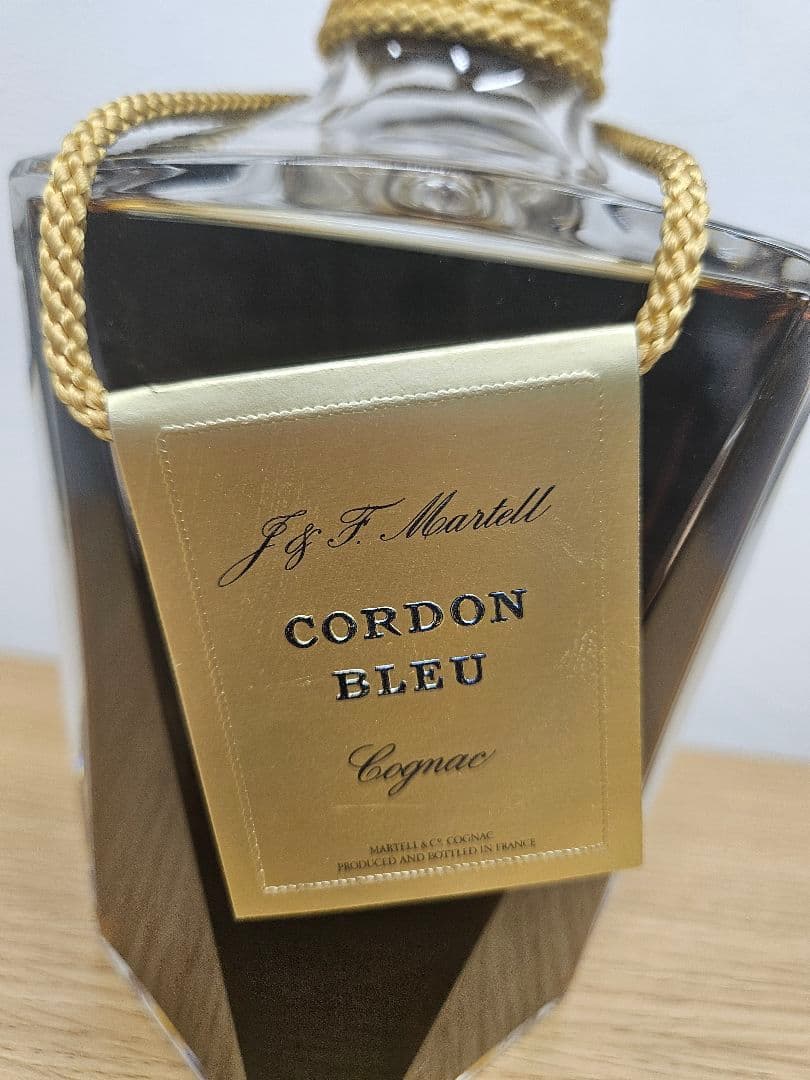 J & F. Martell
CORDON
BLEU
Cognac
MARTELL & Co. COGNAC
PRODUCED AND BOTTLED IN FRANCE